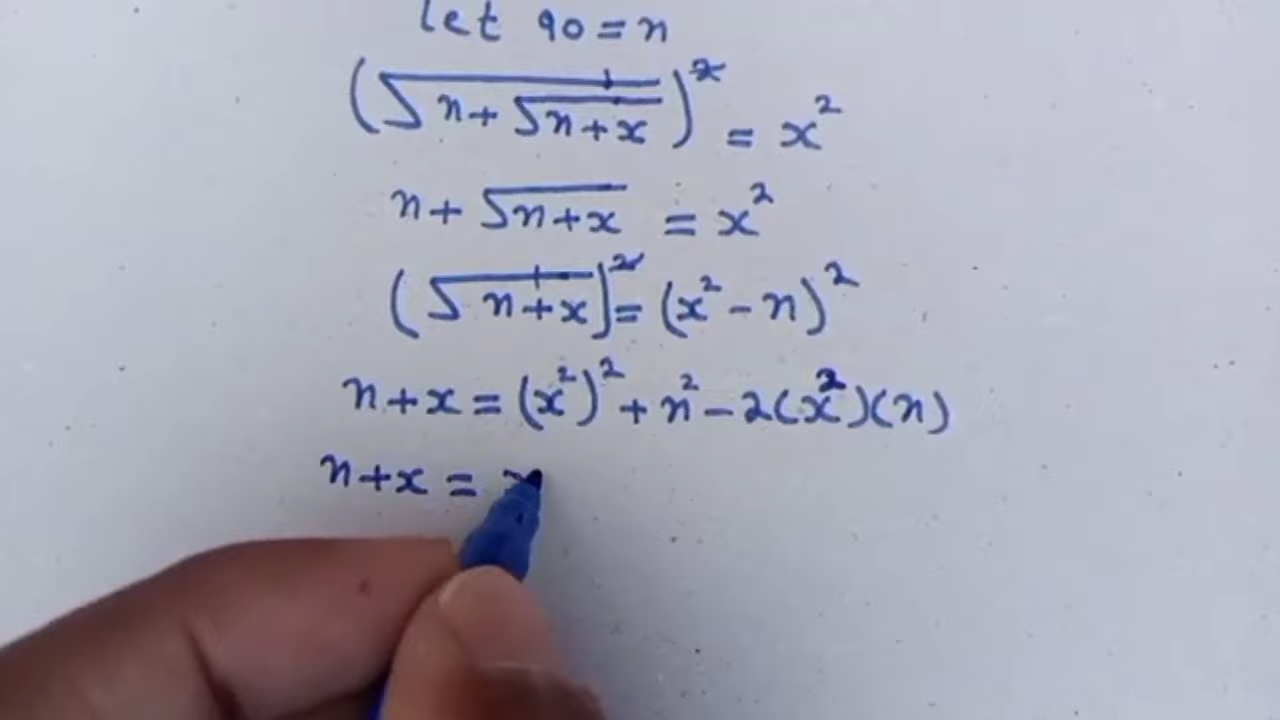 let 90 = n
(√(n + √(n + x)))² = x²
n + √(n + x) = x²
(√(n + x)]² = (x² - n)²
n + x = (x²)² + n² - 2(x²)(n)
n + x = x